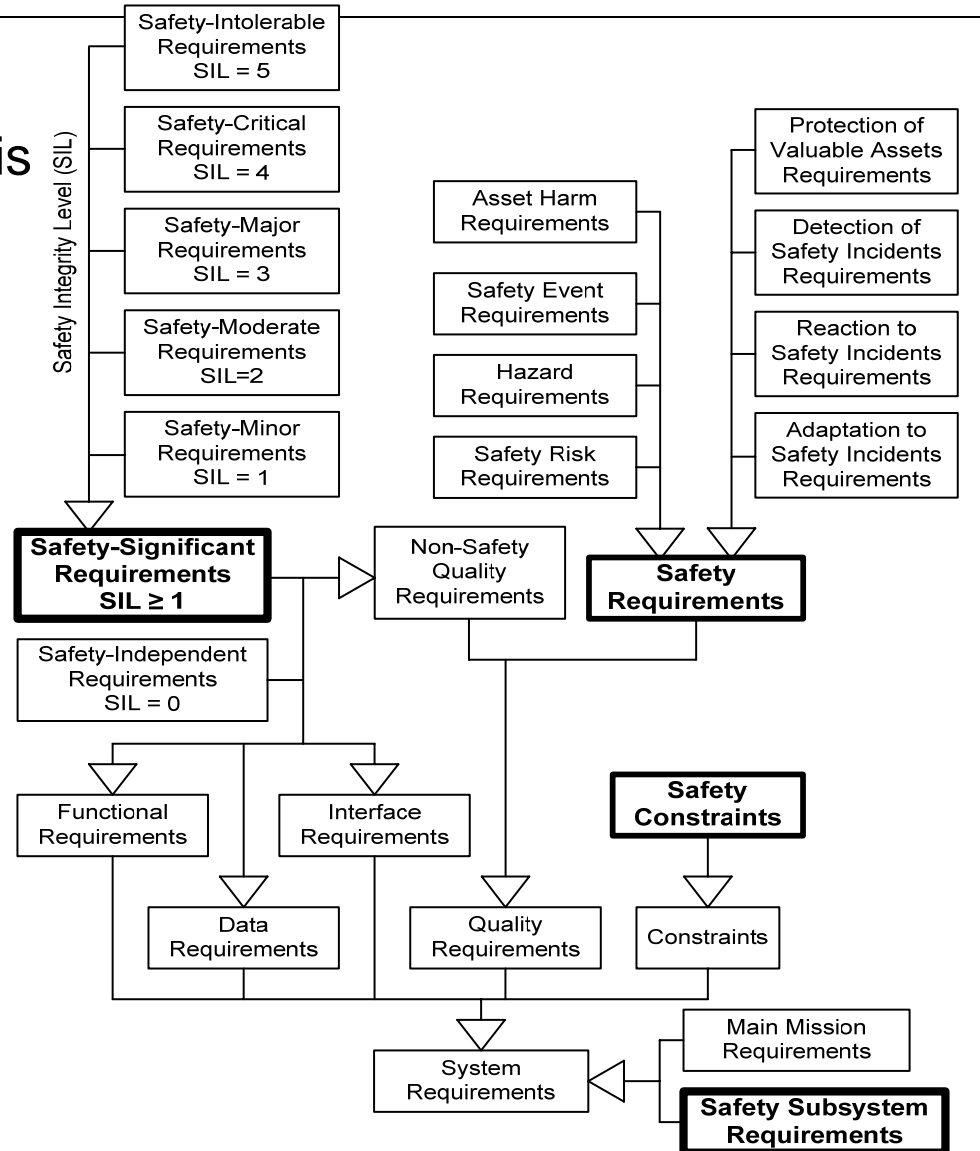 Safety-Intolerable
Requirements
SIL = 5
is
Safety Integrity Level (SIL)
Safety-Critical
Requirements
SIL = 4
Safety-Major
Requirements
SIL = 3
Safety-Moderate
Requirements
SIL=2
Safety-Minor
Requirements
SIL = 1
Asset Harm
Requirements
Safety Event
Requirements
Hazard
Requirements
Safety Risk
Requirements
Protection of
Valuable Assets
Requirements
Detection of
Safety Incidents
Requirements
Reaction to
Safety Incidents
Requirements
Adaptation to
Safety Incidents
Requirements
Safety-Significant
Requirements
SIL ≥ 1
Non-Safety
Quality
Requirements
Safety
Requirements
Safety-Independent
Requirements
SIL = 0
Functional
Requirements
Interface
Requirements
Safety
Constraints
Data
Requirements
Quality
Requirements
Constraints
System
Requirements
Main Mission
Requirements
Safety Subsystem
Requirements